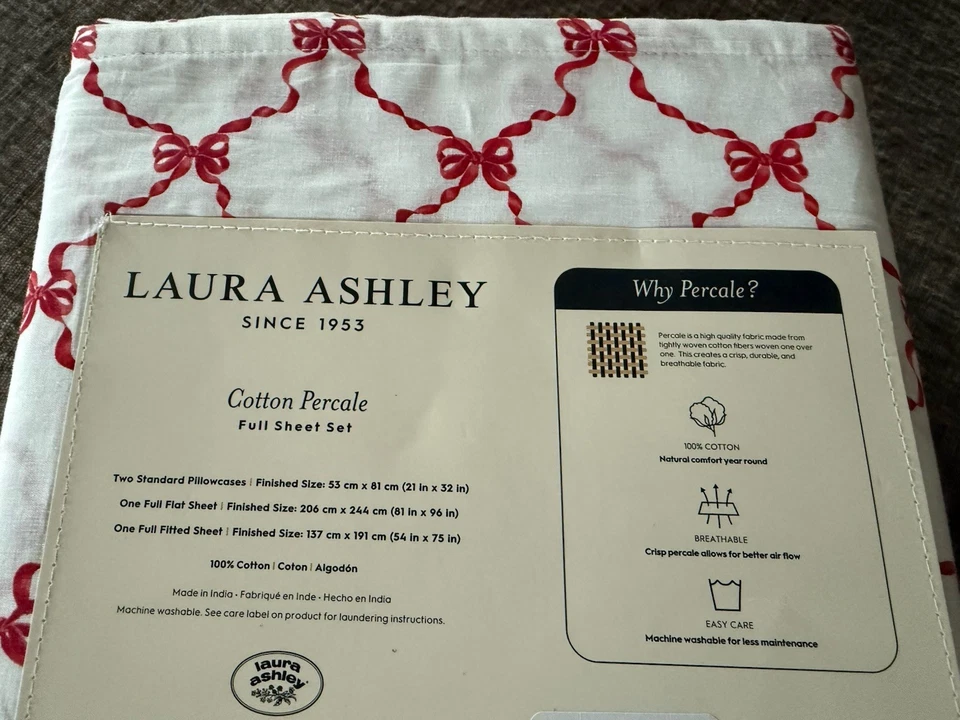 LAURA ASHLEY
SINCE 1953
Cotton Percale
Full Sheet Set
Two Standard Pillowcases | Finished Size: 53 cm x 81 cm (21 in x 32 in)
One Full Flat Sheet | Finished Size: 206 cm x 244 cm (81 in x 96 in)
One Full Fitted Sheet | Finished Size: 137 cm x 191 cm (54 in x 75 in)
100% Cotton | Coton | Algodón
Made in India • Fabriqué en Inde • Hecho en India
Machine washable. See care label on product for laundering instructions.
laura
ashley
Why Percale?
Percale is a high quality fabric made from
tightly woven cotton fibers woven one over
one. This creates a crisp, durable, and
breathable fabric.
100% COTTON
Natural comfort year round
BREATHABLE
Crisp percale allows for better air flow
EASY CARE
Machine washable for less maintenance